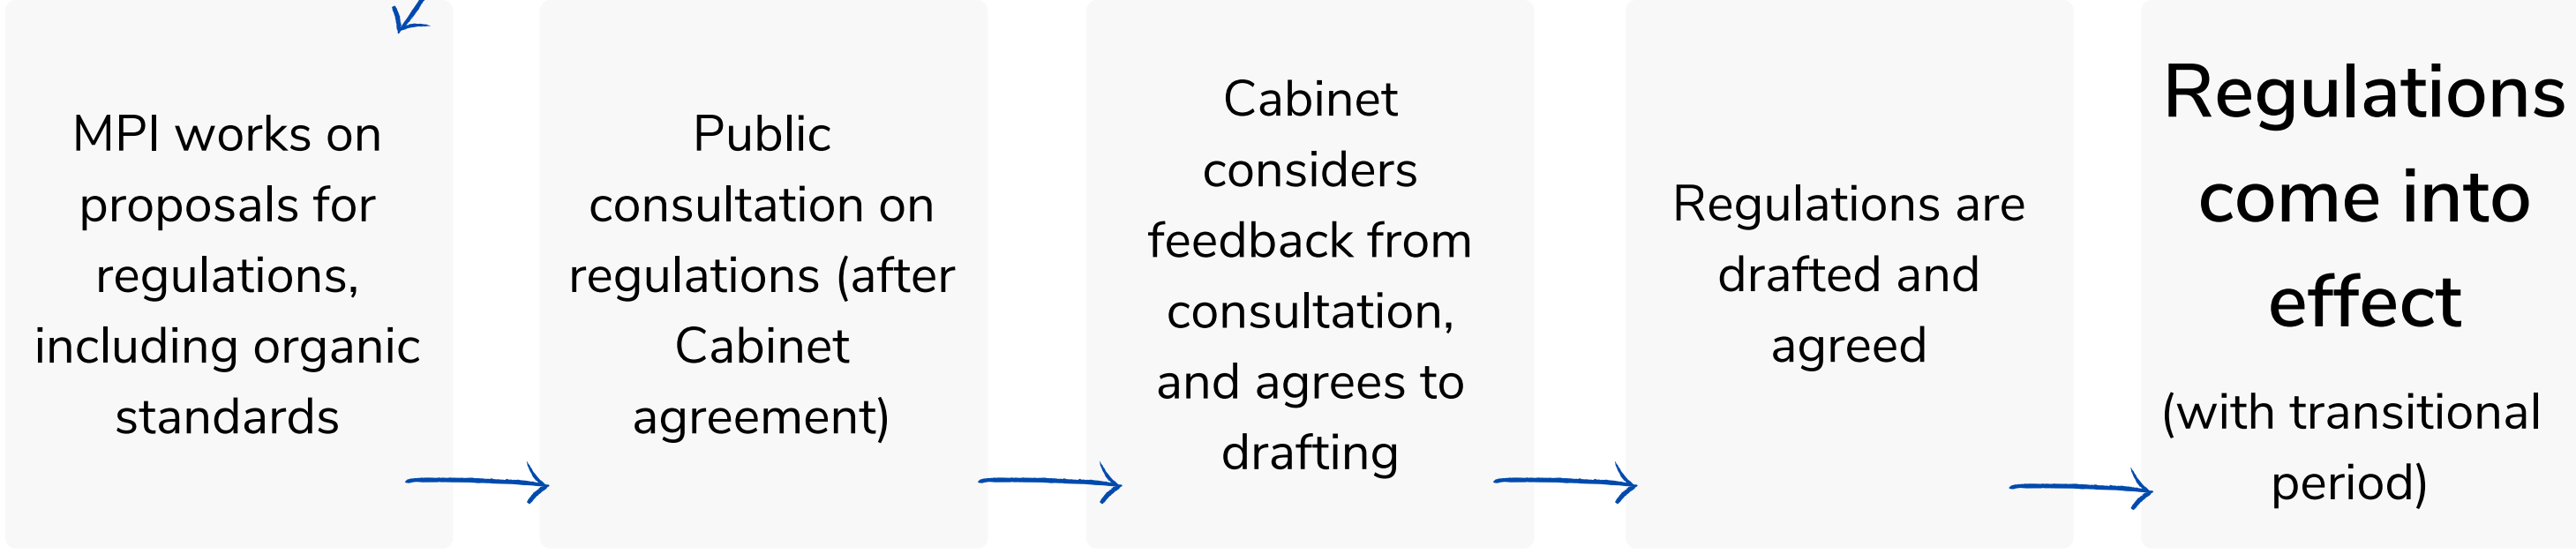 MPI works on
proposals for
regulations,
including organic
standards
Public
consultation on
regulations (after
Cabinet
agreement)
Cabinet
considers
feedback from
consultation,
and agrees to
drafting
Regulations are
drafted and
agreed
Regulations
come into
effect
(with transitional
period)